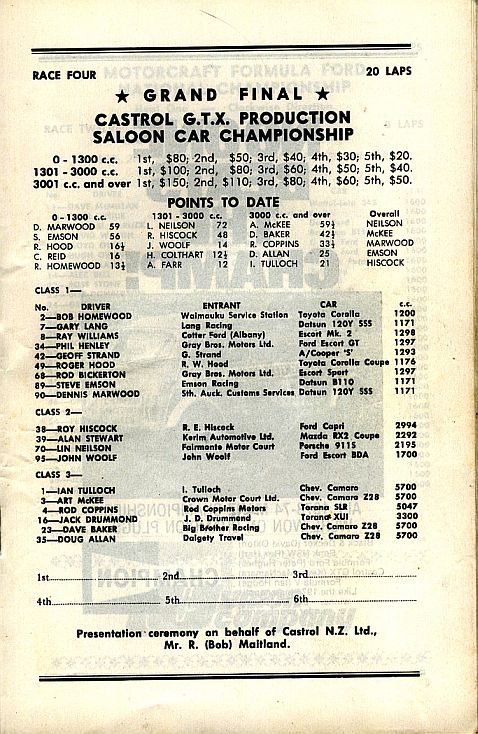 RACE FOUR 20 LAPS
★ GRAND FINAL ★
CASTROL G.T.X. PRODUCTION
SALOON CAR CHAMPIONSHIP
0 - 1300 c.c. 1st, $80; 2nd, $50; 3rd, $40; 4th, $30; 5th, $20.
1301 - 3000 c.c. 1st, $100; 2nd, $80; 3rd, $60; 4th, $50; 5th, $40.
3001 c.c. and over 1st, $150; 2nd, $110; 3rd, $80; 4th, $60; 5th, $50.
POINTS TO DATE
0 - 1300 c.c. 1301 - 3000 c.c. 3000 c.c. and over Overall
D. MARWOOD 59 L. NEILSON 72 A. McKEE 59½ NEILSON
S. EMSON 56 R. HISCOCK 48 D. BAKER 42½ McKEE
R. HOOD 16½ J. WOOLF 14 R. COPPINS 33½ MARWOOD
C. REID 16 H. COLTHART 12½ D. ALLAN 25 EMSON
R. HOMEWOOD 13½ A. FARR 12 I. TULLOCH 21 HISCOCK
CLASS 1—
No. DRIVER ENTRANT CAR c.c.
2—BOB HOMEWOOD Waimauku Service Station Toyota Corolla 1200
7—GARY LANG Lang Racing Datsun 120Y SSS 1171
8—RAY WILLIAMS Cotter Ford (Albany) Escort Mk. 2 1298
34—PHIL HENLEY Gray Bros. Motors Ltd. Ford Escort GT 1297
42—GEOFF STRAND G. Strand A/Cooper 'S' 1293
49—ROGER HOOD R. W. Hood Toyota Corolla Coupe 1176
68—ROD BICKERTON Gray Bros. Motors Ltd. Escort Sport 1297
89—STEVE EMSON Emson Racing Datsun B110 1171
90—DENNIS MARWOOD Sth. Auck. Customs Services Datsun 120Y SSS 1171
CLASS 2—
38—ROY HISCOCK R. E. Hiscock Ford Capri 2994
39—ALAN STEWART Kerim Automotive Ltd. Mazda RX2 Coupe 2292
70—LIN NEILSON Fairmonte Motor Court Porsche 911S 2195
95—JOHN WOOLF John Woolf Ford Escort BDA 1700
CLASS 3—
1—IAN TULLOCH I. Tulloch Chev. Camaro 5700
3—ART McKEE Crown Motor Court Ltd. Chev. Camaro Z28 5700
4—ROD COPPINS Rod Coppins Motors Torana SLR 5047
16—JACK DRUMMOND J. D. Drummond Torana XUI 3300
23—DAVE BAKER Big Brother Racing Chev. Camaro Z28 5700
35—DOUG ALLAN Dalgety Travel Chev. Camaro Z28 5700
1st 2nd 3rd
4th 5th 6th
Presentation ceremony on behalf of Castrol N.Z. Ltd.,
Mr. R. (Bob) Maitland.